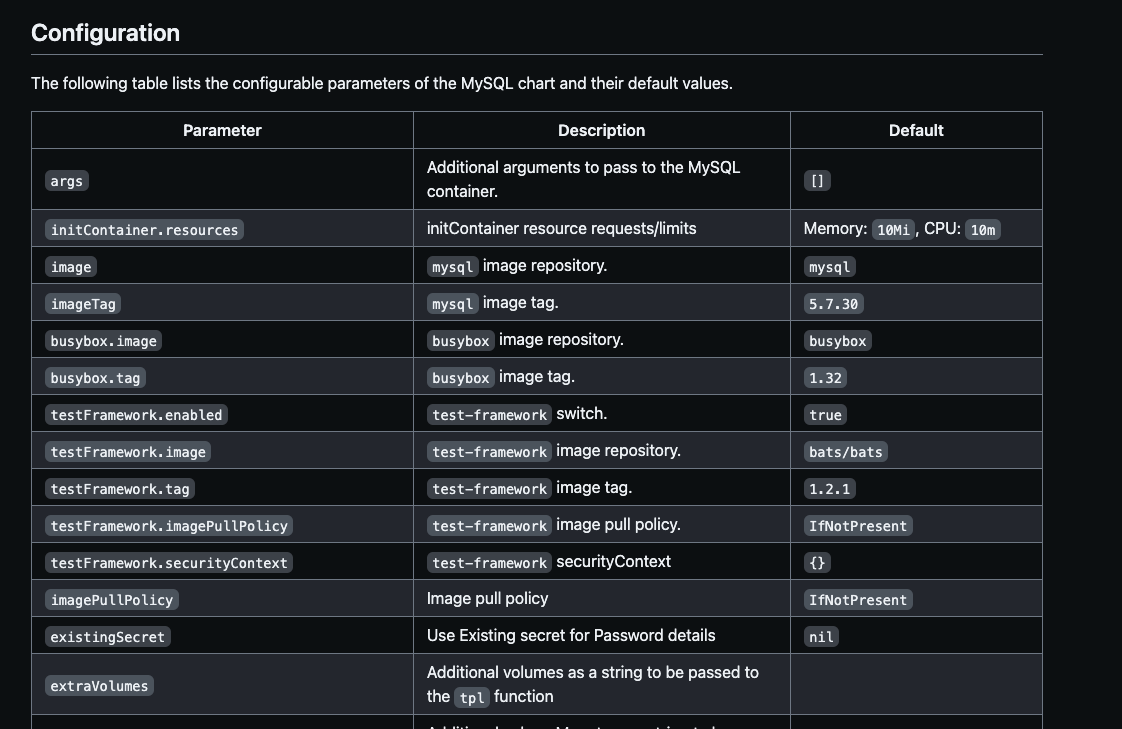 Configuration
The following table lists the configurable parameters of the MySQL chart and their default values.
Parameter Description Default
args Additional arguments to pass to the MySQL
container. []
initContainer.resources initContainer resource requests/limits Memory: 10Mi, CPU: 10m
image mysql image repository. mysql
imageTag mysql image tag. 5.7.30
busybox.image busybox image repository. busybox
busybox.tag busybox image tag. 1.32
testFramework.enabled test-framework switch. true
testFramework.image test-framework image repository. bats/bats
testFramework.tag test-framework image tag. 1.2.1
testFramework.imagePullPolicy test-framework image pull policy. IfNotPresent
testFramework.securityContext test-framework securityContext {}
imagePullPolicy Image pull policy IfNotPresent
existingSecret Use Existing secret for Password details nil
extraVolumes Additional volumes as a string to be passed to
the tpl function